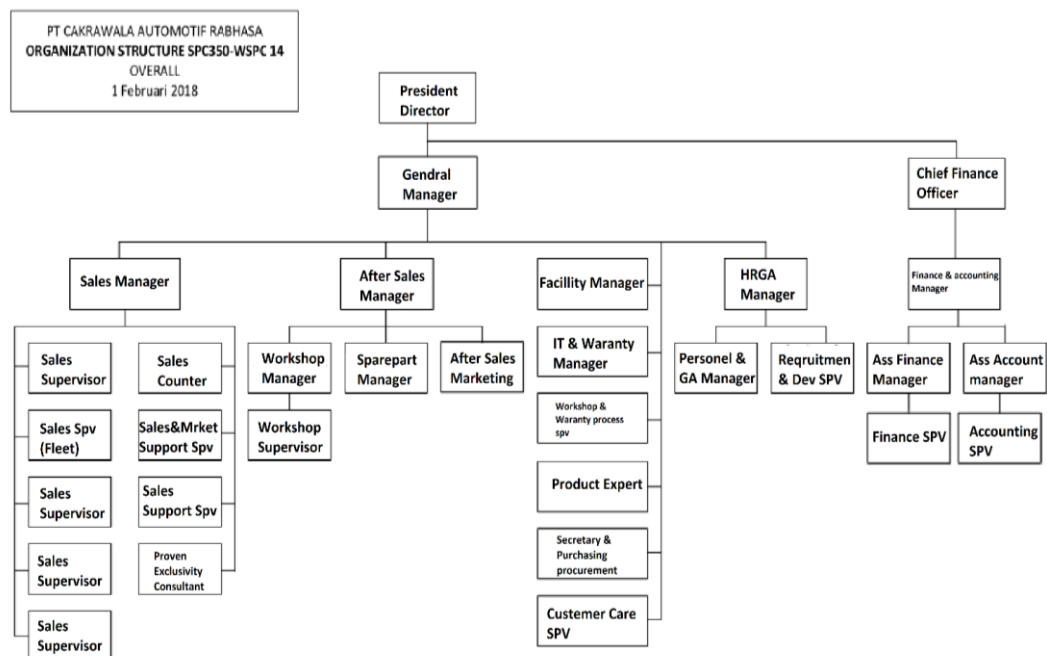 PT CAKRAWALA AUTOMOTIF RABHASA
ORGANIZATION STRUCTURE SPC350-WSPC 14
OVERALL
1 Februari 2018
President
Director
Gendral
Manager
Chief Finance
Officer
Sales Manager
After Sales
Manager
Facillity Manager
HRGA
Manager
Finance & accounting
Manager
Sales
Supervisor
Sales
Counter
Workshop
Manager
Sparepart
Manager
After Sales
Marketing
IT & Waranty
Manager
Personel &
GA Manager
Reqruitmen
& Dev SPV
Ass Finance
Manager
Ass Account
manager
Sales Spv
(Fleet)
Sales&Mrket
Support Spv
Workshop
Supervisor
Workshop &
Waranty process
spv
Finance SPV
Accounting
SPV
Sales
Supervisor
Sales
Support Spv
Product Expert
Sales
Supervisor
Proven
Exclusivity
Consultant
Secretary &
Purchasing
procurement
Sales
Supervisor
Custemer Care
SPV